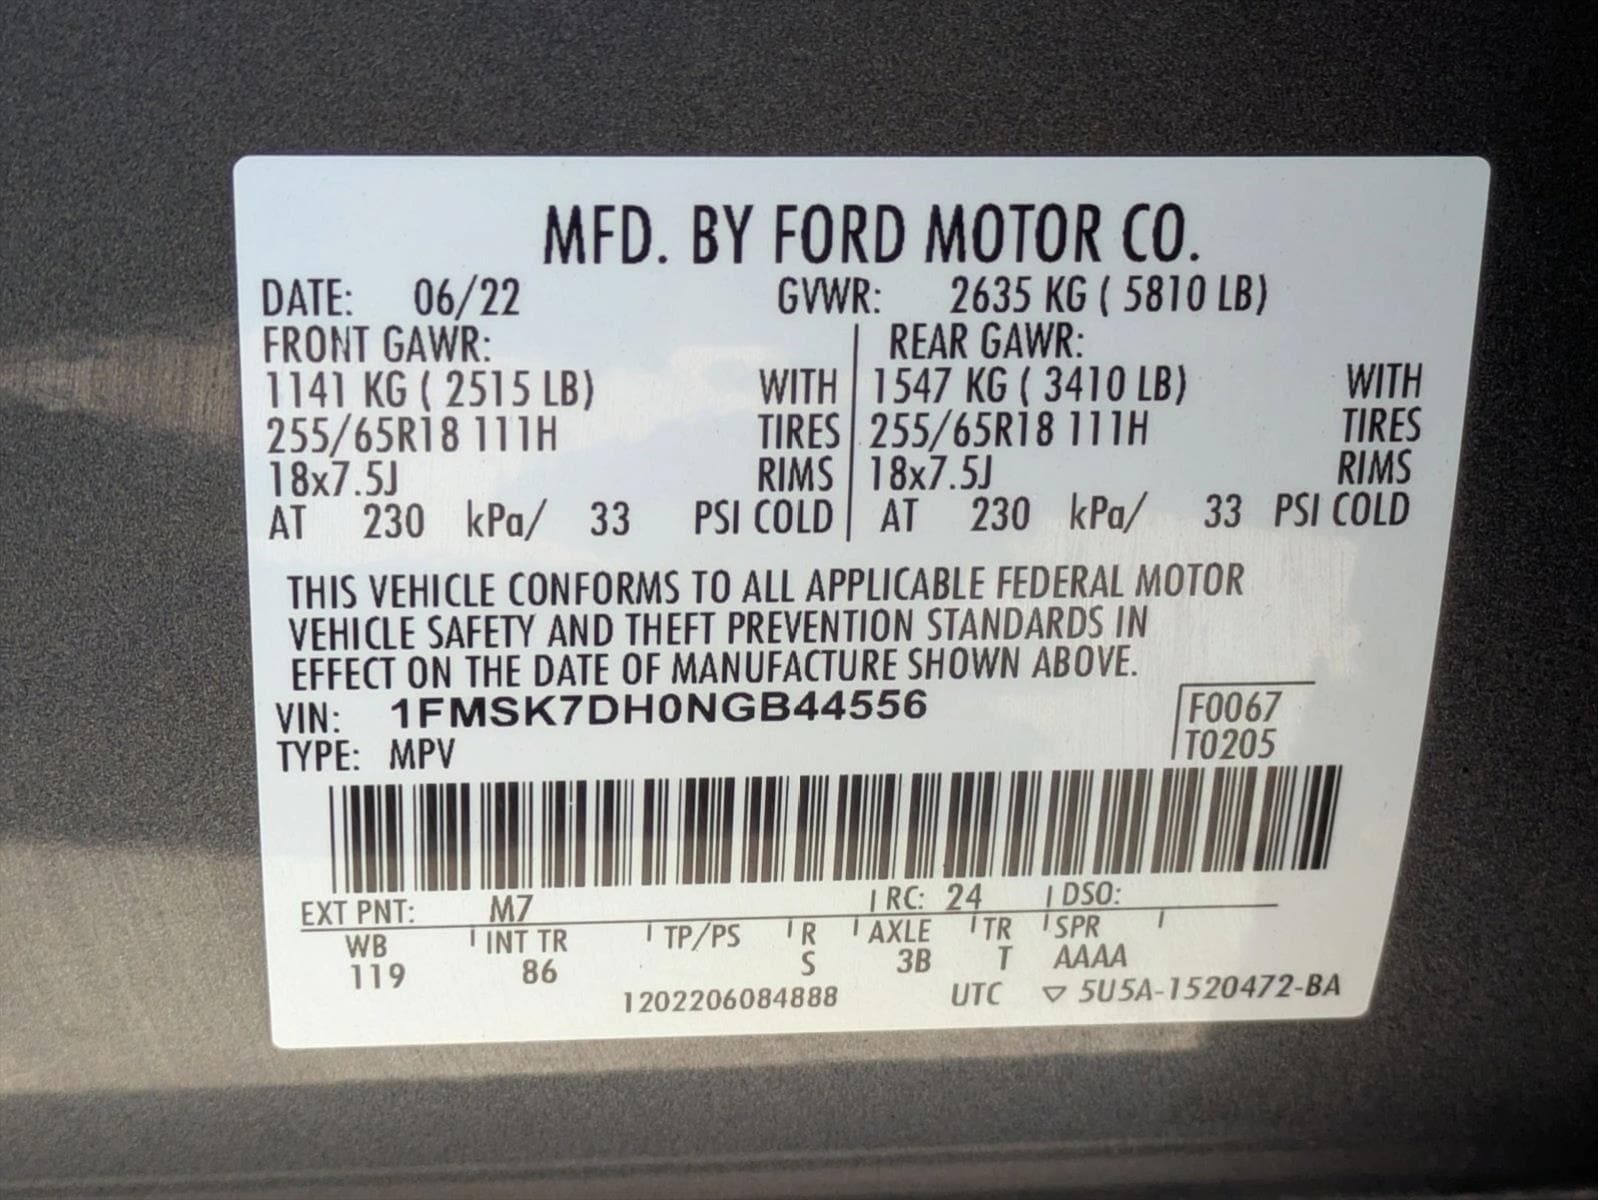 MFD. BY FORD MOTOR CO.
DATE: 06/22 GVWR: 2635 KG ( 5810 LB)
FRONT GAWR: REAR GAWR:
1141 KG ( 2515 LB) WITH 1547 KG ( 3410 LB) WITH
255/65R18 111H TIRES 255/65R18 111H TIRES
18x7.5J RIMS 18x7.5J RIMS
AT 230 kPa/ 33 PSI COLD AT 230 kPa/ 33 PSI COLD
THIS VEHICLE CONFORMS TO ALL APPLICABLE FEDERAL MOTOR
VEHICLE SAFETY AND THEFT PREVENTION STANDARDS IN
EFFECT ON THE DATE OF MANUFACTURE SHOWN ABOVE.
VIN: 1FMSK7DH0NGB44556 F0067
TYPE: MPV T0205
EXT PNT: M7 RC: 24 DSO:
WB INT TR TP/PS R AXLE TR SPR
119 86 S 3B T AAAA
1202206084888 UTC ▽ 5U5A-1520472-BA